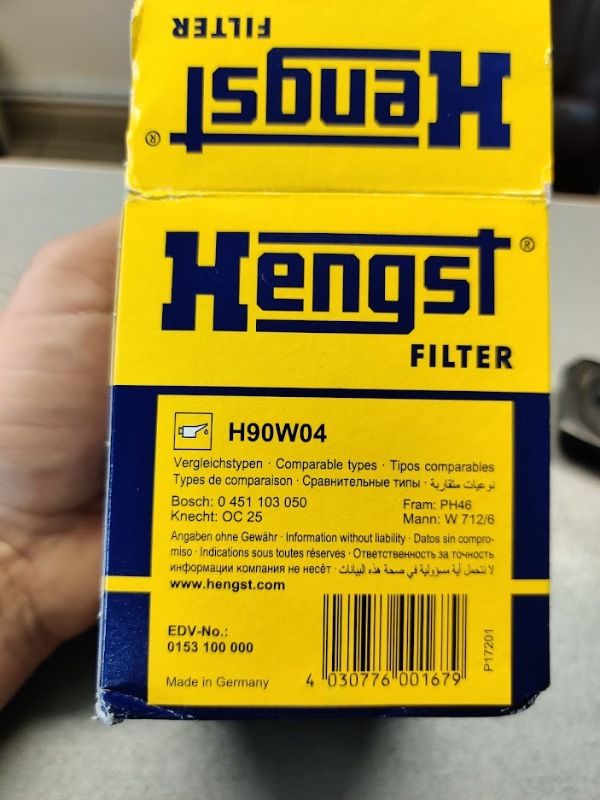 Hengst®
FILTER
Hengst®
FILTER
H90W04
Vergleichstypen · Comparable types · Tipos comparables
Types de comparaison · Сравнительные типы · نوعيات متقاربة
Bosch: 0 451 103 050 Fram: PH46
Knecht: OC 25 Mann: W 712/6
Angaben ohne Gewähr · Information without liability · Datos sin compro-
miso · Indications sous toutes réserves · Ответственность за точность
информации компания не несёт · لا نتحمل أية مسؤولية في صحة هذه البيانات
www.hengst.com
EDV-No.:
0153 100 000
Made in Germany
4 030776 001679
P17201